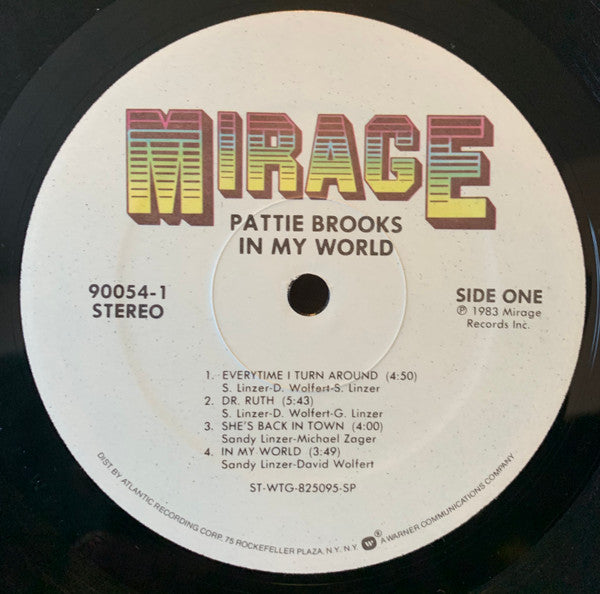 MIRAGE
PATTIE BROOKS
IN MY WORLD
90054-1
STEREO
SIDE ONE
℗ 1983 Mirage
Records Inc.
1. EVERYTIME I TURN AROUND (4:50)
S. Linzer-D. Wolfert-S. Linzer
2. DR. RUTH (5:43)
S. Linzer-D. Wolfert-G. Linzer
3. SHE'S BACK IN TOWN (4:00)
Sandy Linzer-Michael Zager
4. IN MY WORLD (3:49)
Sandy Linzer-David Wolfert
ST-WTG-825095-SP
DIST BY ATLANTIC RECORDING CORP. 75 ROCKEFELLER PLAZA, N.Y. N.Y. W® A WARNER COMMUNICATIONS COMPANY